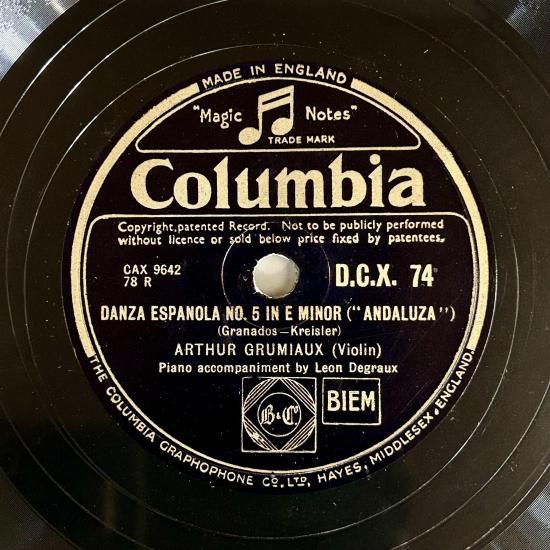 MADE IN ENGLAND
"Magic Notes"
TRADE MARK
Columbia
Copyright, patented Record. Not to be publicly performed
without licence or sold below price fixed by patentees.
CAX 9642
78 R
D.C.X. 74
DANZA ESPANOLA NO. 5 IN E MINOR ("ANDALUZA")
(Granados—Kreisler)
ARTHUR GRUMIAUX (Violin)
Piano accompaniment by Leon Degraux
B & Co
BIEM
THE COLUMBIA GRAPHOPHONE CO., LTD, HAYES, MIDDLESEX, ENGLAND.